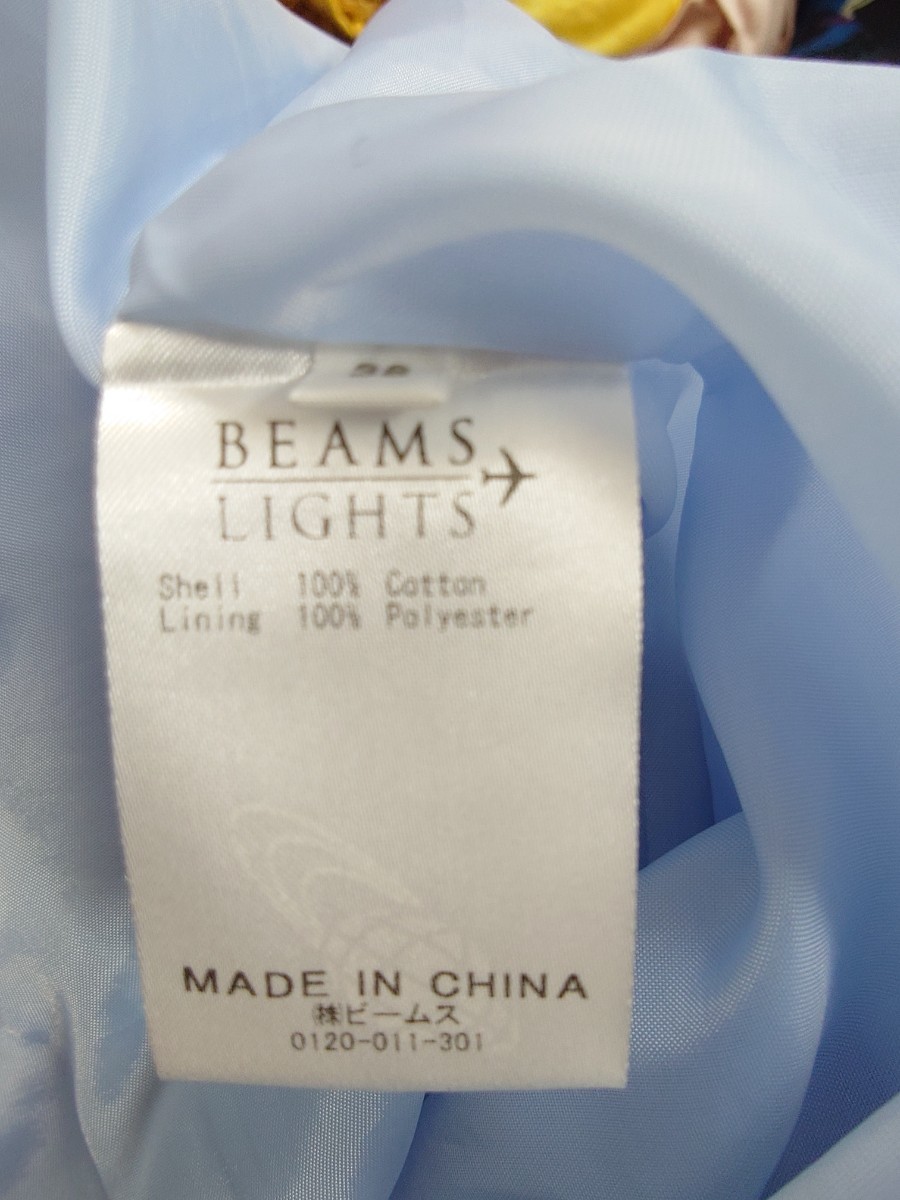 BEAMS
LIGHTS
Shell 100% Cotton
Lining 100% Polyester
MADE IN CHINA
㈱ビームス
0120-011-301